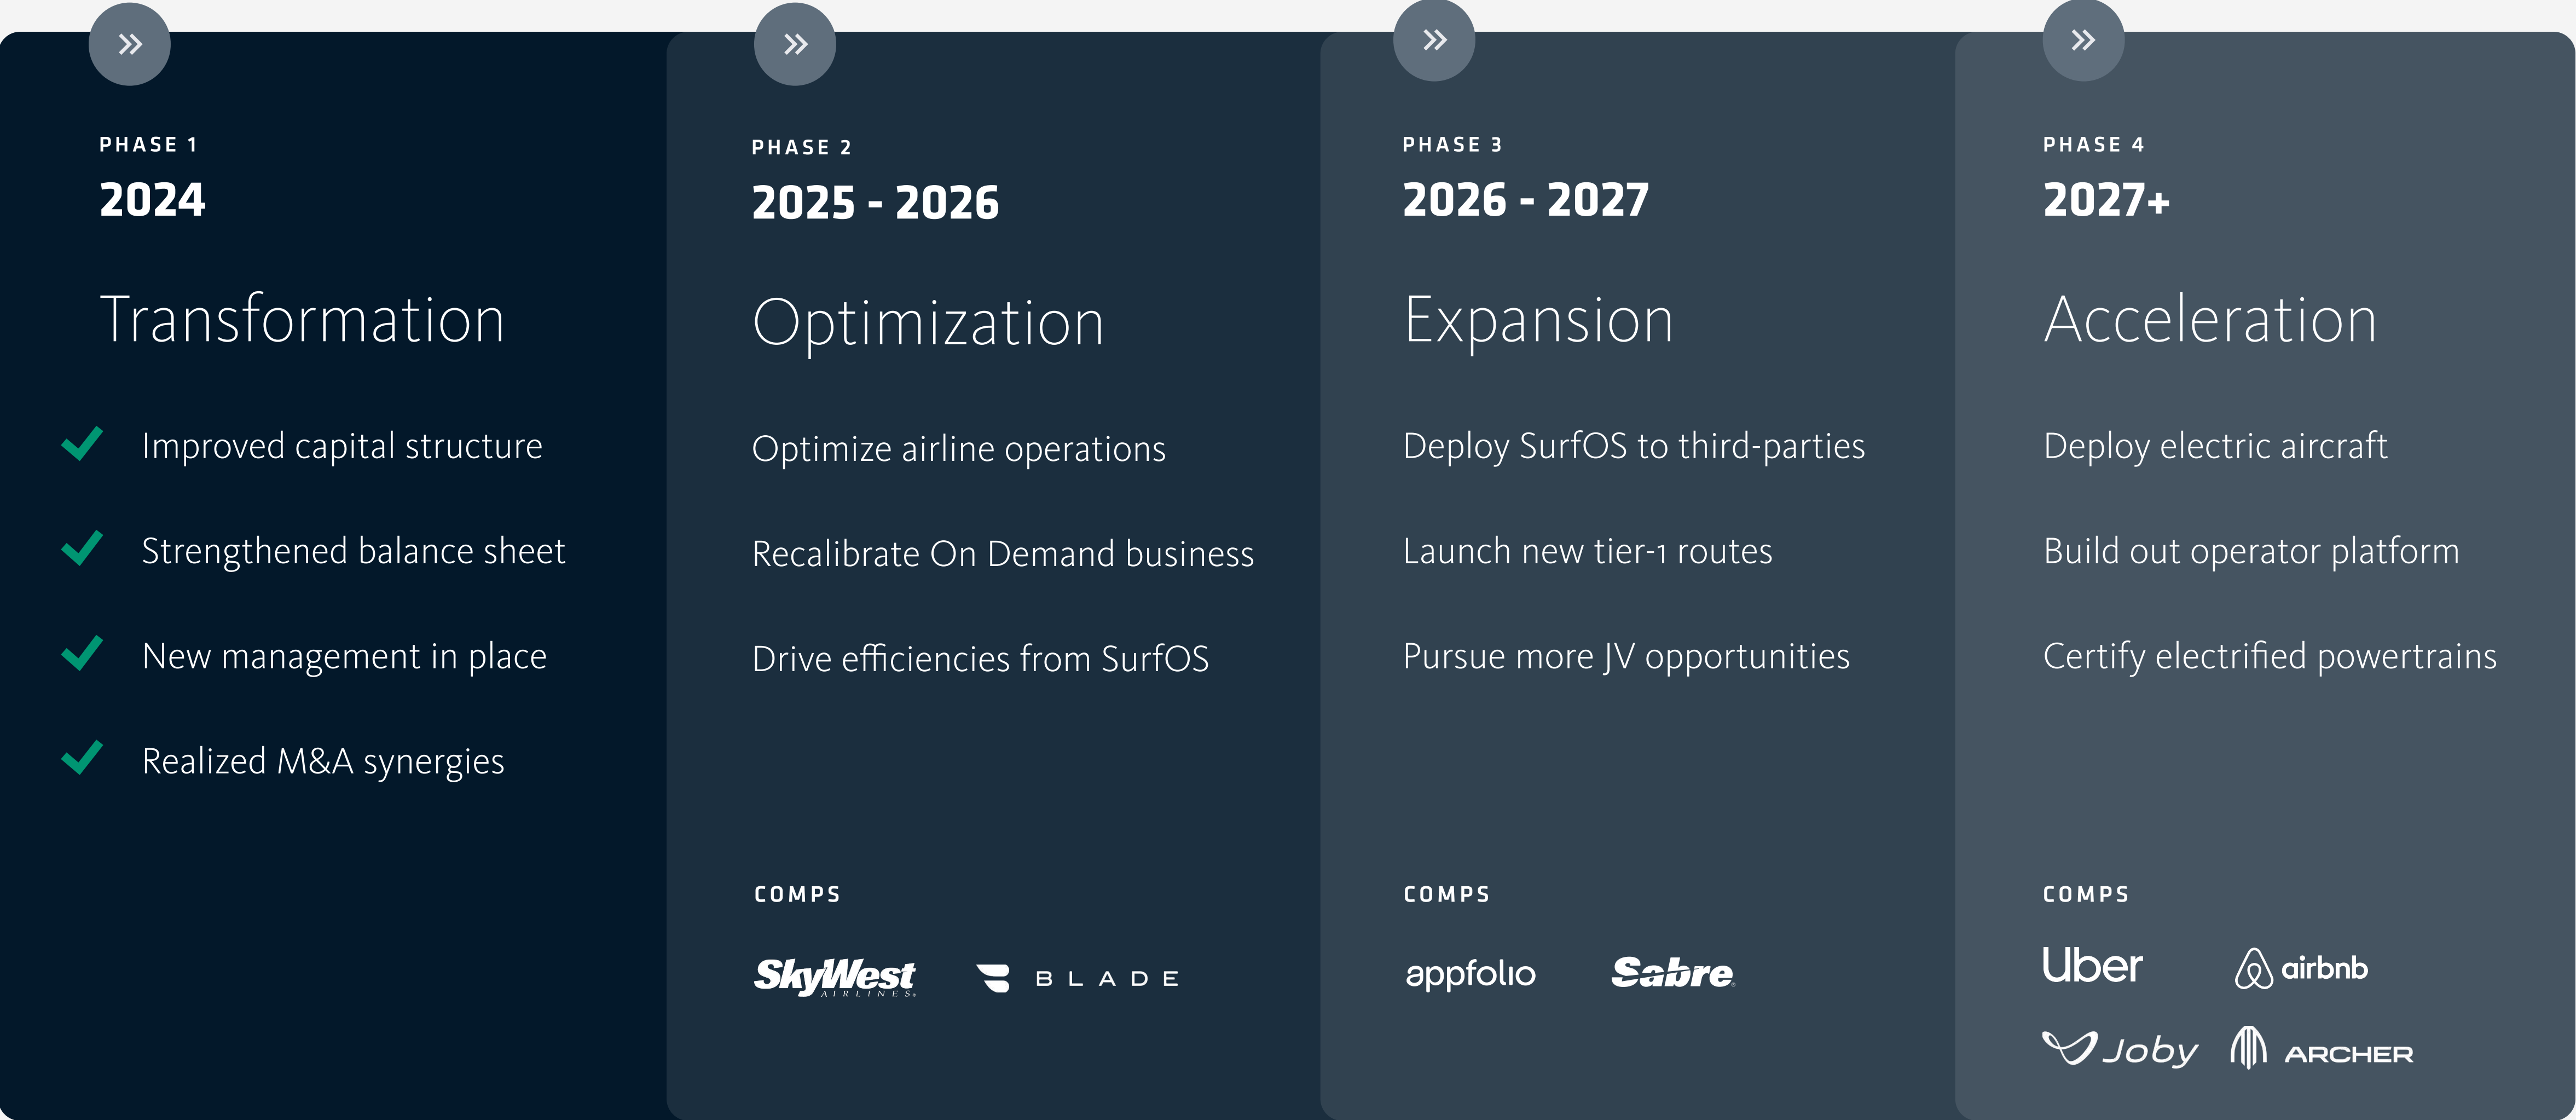 PHASE 1
2024
Transformation
Improved capital structure
Strengthened balance sheet
New management in place
Realized M&A synergies
PHASE 2
2025 - 2026
Optimization
Optimize airline operations
Recalibrate On Demand business
Drive efficiencies from SurfOS
COMPS
SkyWest
AIRLINES®
BLADE
PHASE 3
2026 - 2027
Expansion
Deploy SurfOS to third-parties
Launch new tier-1 routes
Pursue more JV opportunities
COMPS
appfolio
Sabre®
PHASE 4
2027+
Acceleration
Deploy electric aircraft
Build out operator platform
Certify electrified powertrains
COMPS
Uber
airbnb
Joby
ARCHER